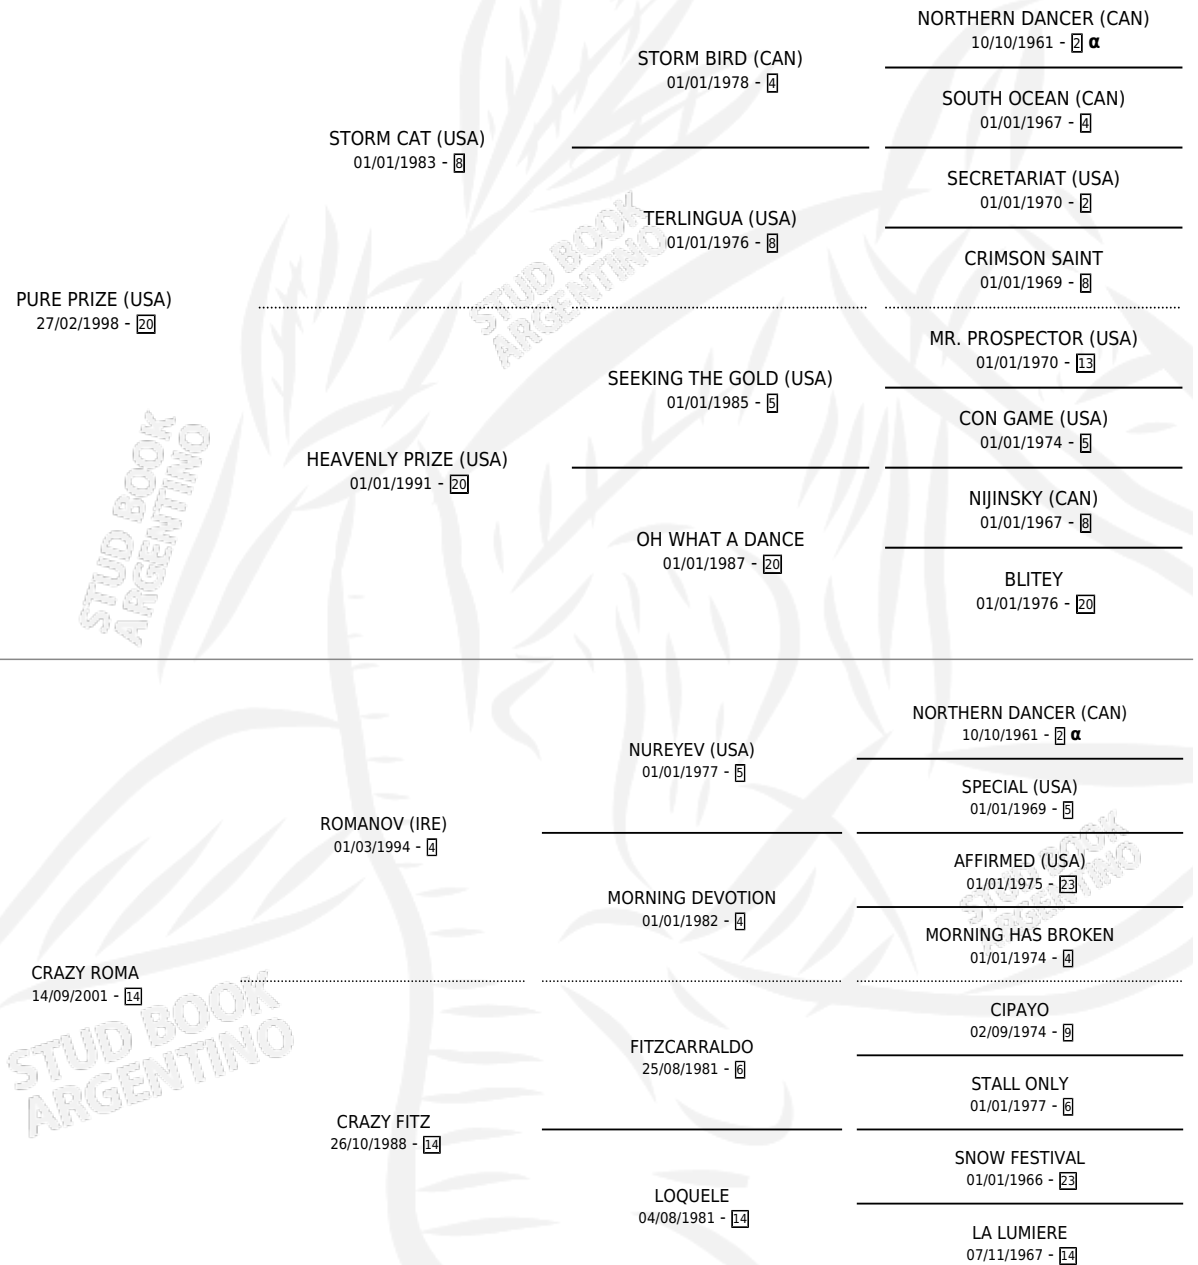 NORTHERN DANCER (CAN)
10/10/1961 - 2 α
STORM BIRD (CAN)
01/01/1978 - 4
SOUTH OCEAN (CAN)
01/01/1967 - 4
STORM CAT (USA)
01/01/1983 - 8
SECRETARIAT (USA)
01/01/1970 - 2
TERLINGUA (USA)
01/01/1976 - 8
CRIMSON SAINT
01/01/1969 - 8
STUD BOOK
ARGENTINO
PURE PRIZE (USA)
27/02/1998 - 20
MR. PROSPECTOR (USA)
01/01/1970 - 13
SEEKING THE GOLD (USA)
01/01/1985 - 5
CON GAME (USA)
01/01/1974 - 5
HEAVENLY PRIZE (USA)
01/01/1991 - 20
NIJINSKY (CAN)
01/01/1967 - 8
OH WHAT A DANCE
01/01/1987 - 20
BLITEY
01/01/1976 - 20
STUD BOOK
ARGENTINO
NORTHERN DANCER (CAN)
10/10/1961 - 2 α
NUREYEV (USA)
01/01/1977 - 5
SPECIAL (USA)
01/01/1969 - 5
ROMANOV (IRE)
01/03/1994 - 4
AFFIRMED (USA)
01/01/1975 - 23
MORNING DEVOTION
01/01/1982 - 4
MORNING HAS BROKEN
01/01/1974 - 4
STUD BOOK
ARGENTINO
CRAZY ROMA
14/09/2001 - 14
CIPAYO
02/09/1974 - 9
FITZCARRALDO
25/08/1981 - 6
STALL ONLY
01/01/1977 - 6
CRAZY FITZ
26/10/1988 - 14
SNOW FESTIVAL
01/01/1966 - 23
LOQUELE
04/08/1981 - 14
LA LUMIERE
07/11/1967 - 14
STUD BOOK
ARGENTINO